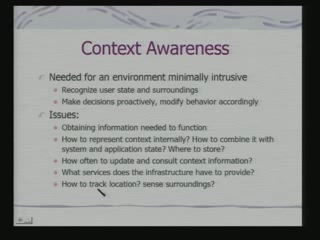 Context Awareness
Needed for an environment minimally intrusive
Recognize user state and surroundings
Make decisions proactively, modify behavior accordingly
Issues:
Obtaining information needed to function
How to represent context internally? How to combine it with
system and application state? Where to store?
How often to update and consult context information?
What services does the infrastructure have to provide?
How to track location? sense surroundings?